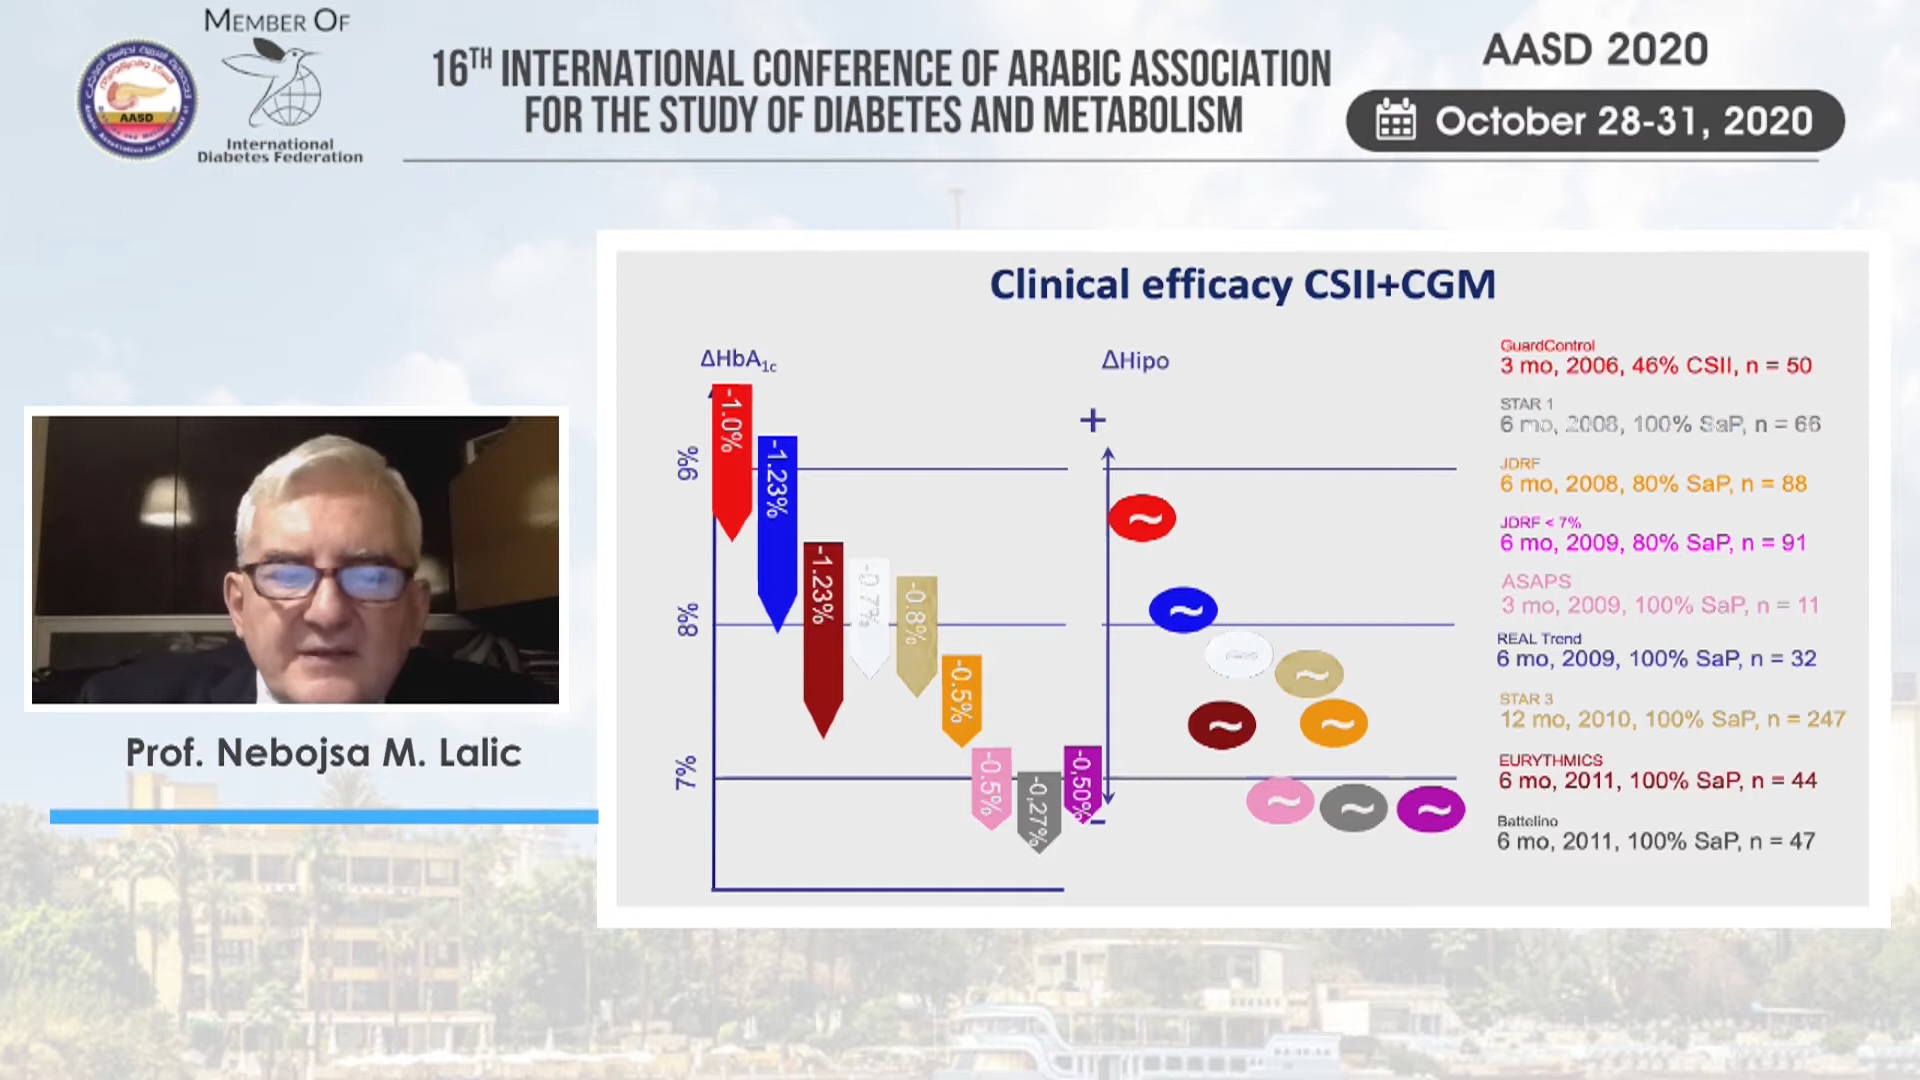 MEMBER OF
AASD
International
Diabetes Federation
16TH INTERNATIONAL CONFERENCE OF ARABIC ASSOCIATION
FOR THE STUDY OF DIABETES AND METABOLISM
AASD 2020
October 28-31, 2020
Prof. Nebojsa M. Lalic
Clinical efficacy CSII+CGM
ΔHbA1c
9%
8%
7%
-1.0%
-1.23%
-1.23%
-0.7%
-0.8%
-0.5%
-0.5%
-0,27%
-0,50%
ΔHipo
+
~
~
~
~
~
~
~
~
~
–
GuardControl
3 mo, 2006, 46% CSII, n = 50
STAR 1
6 mo, 2008, 100% SaP, n = 66
JDRF
6 mo, 2008, 80% SaP, n = 88
JDRF < 7%
6 mo, 2009, 80% SaP, n = 91
ASAPS
3 mo, 2009, 100% SaP, n = 11
REAL Trend
6 mo, 2009, 100% SaP, n = 32
STAR 3
12 mo, 2010, 100% SaP, n = 247
EURYTHMICS
6 mo, 2011, 100% SaP, n = 44
Battelino
6 mo, 2011, 100% SaP, n = 47